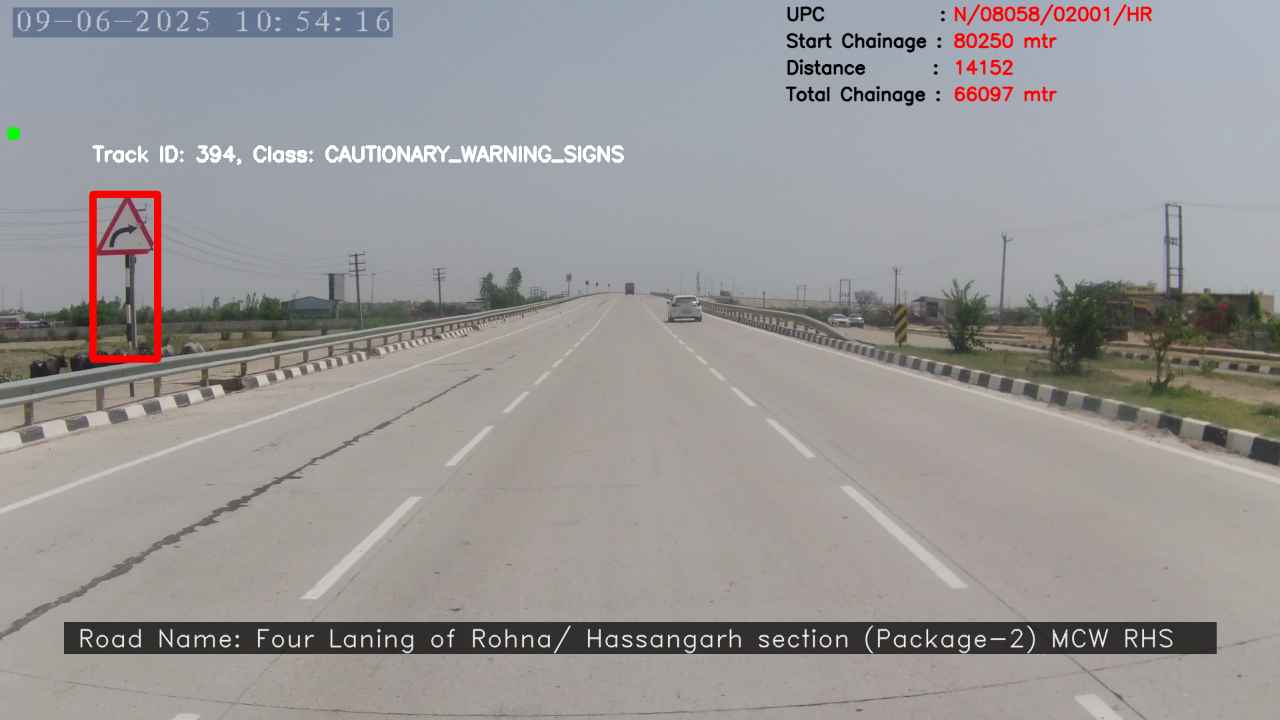 09-06-2025 10:54:16
UPC : N/08058/02001/HR
Start Chainage : 80250 mtr
Distance : 14152
Total Chainage : 66097 mtr
Track ID: 394, Class: CAUTIONARY_WARNING_SIGNS
Road Name: Four Laning of Rohna/ Hassangarh section (Package-2) MCW RHS